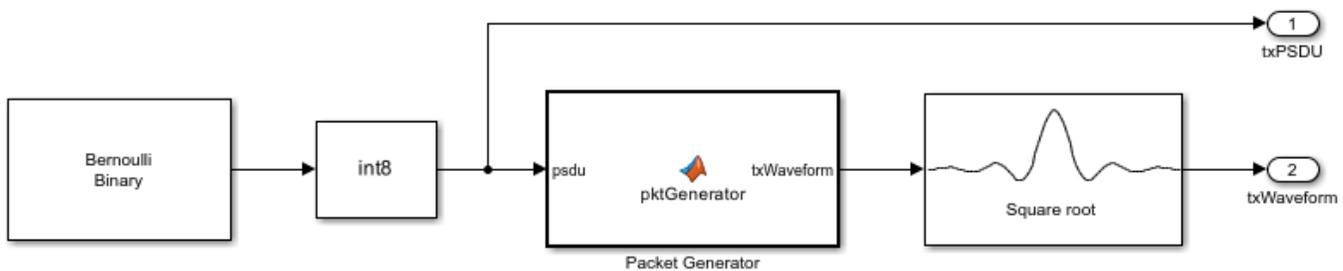 1
txPSDU
Bernoulli
Binary
int8
psdu
pktGenerator
txWaveform
Packet Generator
Square root
2
txWaveform